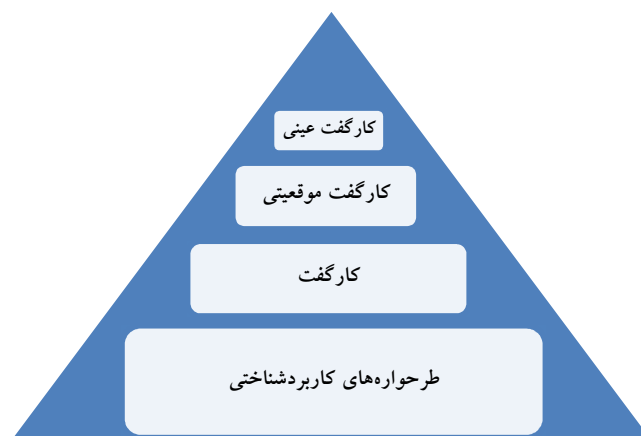 کارگفت عینی
کارگفت موقعیتی
کارگفت
طرحواره‌های کاربردشناختی